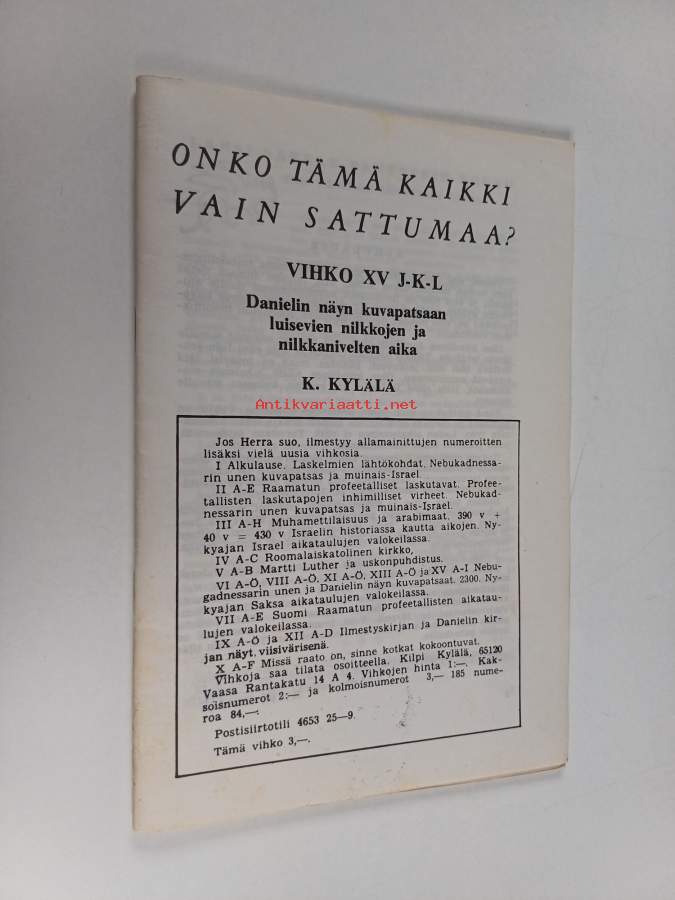 ONKO TÄMÄ KAIKKI
VAIN SATTUMAA?
VIHKO XV J-K-L
Danielin näyn kuvapatsaan
luisevien nilkkojen ja
nilkkanivelten aika
K. KYLÄLÄ
Antikvariaatti.net
Jos Herra suo, ilmestyy allamainittujen numeroitten
lisäksi vielä uusia vihkosia.
I Alkulause. Laskelmien lähtökohdat. Nebukadnessa-
rin unen kuvapatsas ja muinais-Israel.
II A-E Raamatun profeetalliset laskutavat. Profee-
tallisten laskutapojen inhimilliset virheet. Nebukad-
nessarin unen kuvapatsas ja muinais-Israel.
III A-H Muhamettilaisuus ja arabimaat. 390 v +
40 v = 430 v Israelin historiassa kautta aikojen. Ny-
kyajan Israel aikataulujen valokeilassa.
IV A-C Roomalaiskatolinen kirkko,
V A-B Martti Luther ja uskonpuhdistus.
VI A-Ö, VIII A-Ö, XI A-Ö, XIII A-Ö ja XV A-I Nebu-
gadnessarin unen ja Danielin näyn kuvapatsaat. 2300. Ny-
kyajan Saksa aikataulujen valokeilassa.
VII A-E Suomi Raamatun profeetallisten aikatau-
lujen valokeilassa.
IX A-Ö ja XII A-D Ilmestyskirjan ja Danielin kir-
jan näyt, viisivärisenä.
X A-F Missä raato on, sinne kotkat kokoontuvat.
Vihkoja saa tilata osoitteella. Kilpi Kylälä, 65120
Vaasa Rantakatu 14 A 4. Vihkojen hinta 1:—. Kak-
soisnumerot 2:— ja kolmoisnumerot 3,— 185 nume-
roa 84,—.
Postisiirtotili 4653 25—9.
Tämä vihko 3,—.